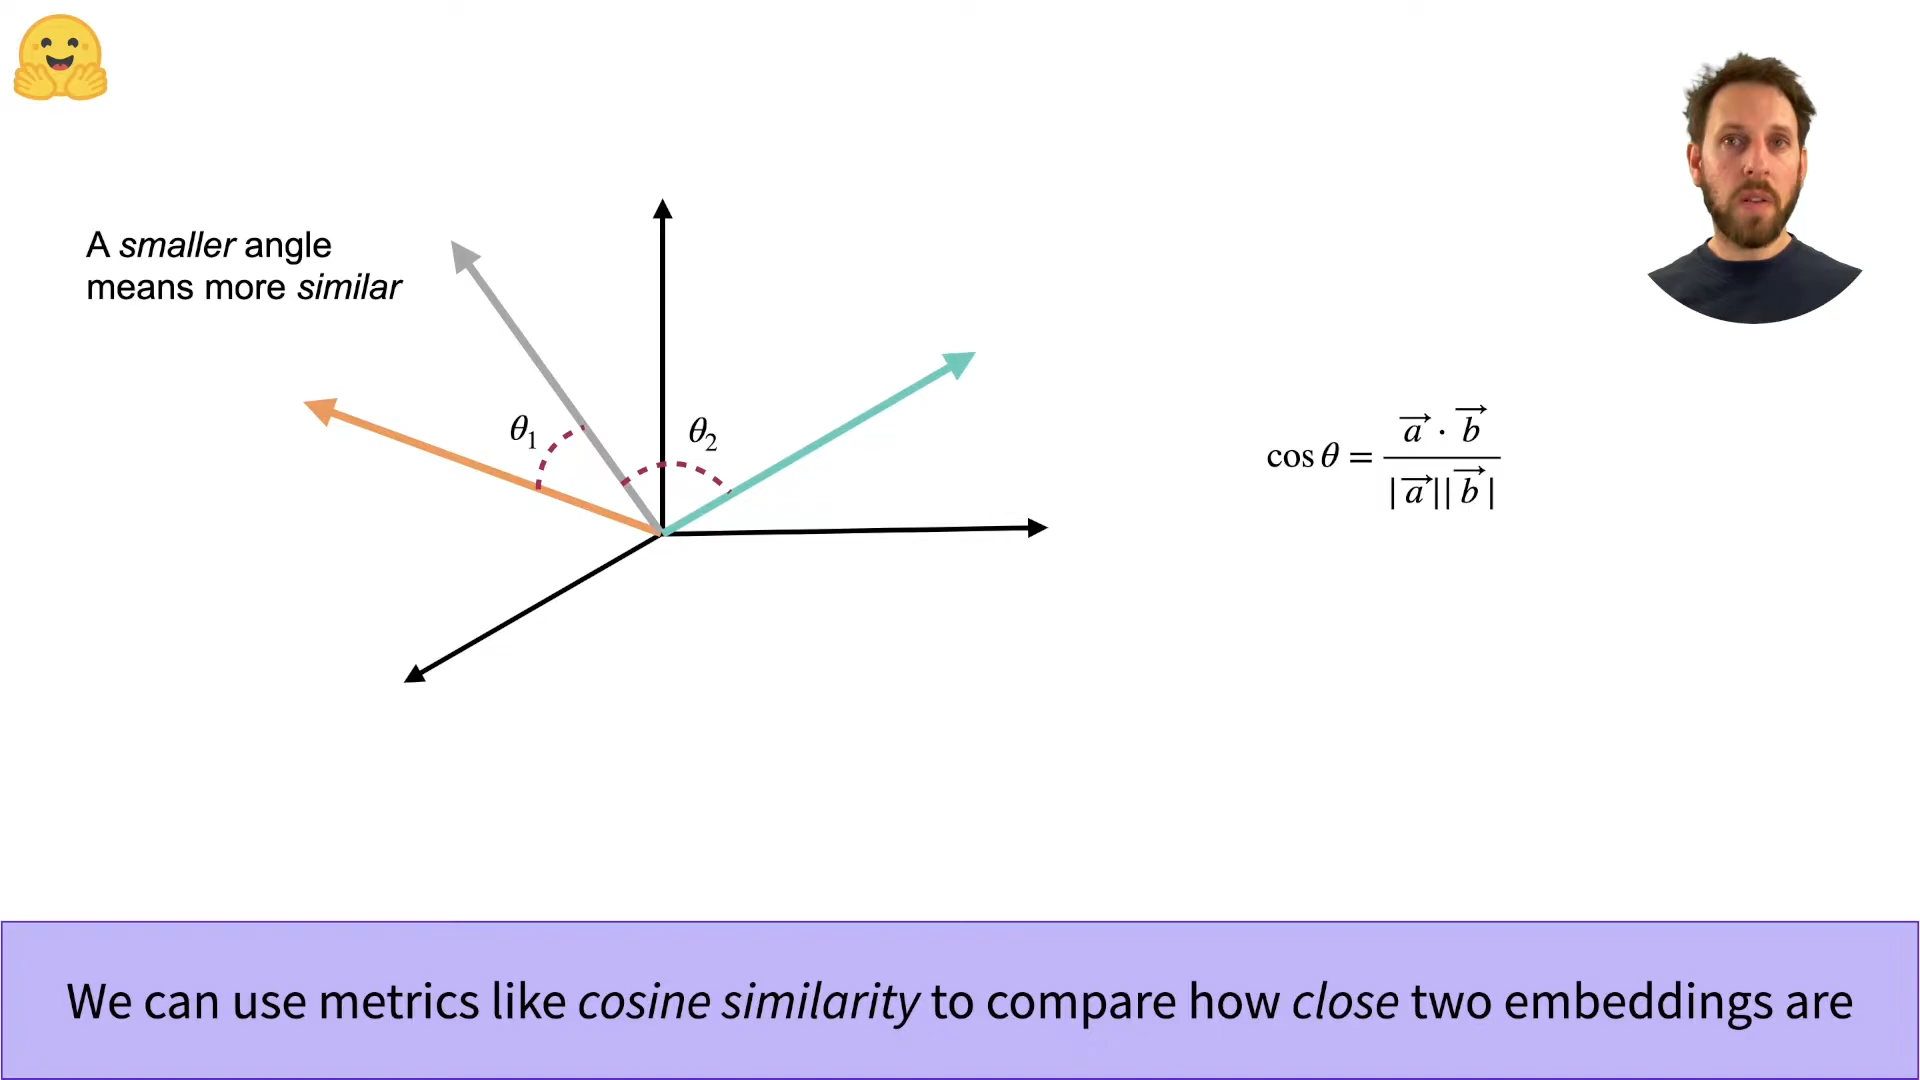 A smaller angle
means more similar
θ1
θ2
cos θ = a⃗ · b⃗ / |a⃗||b⃗|
We can use metrics like cosine similarity to compare how close two embeddings are